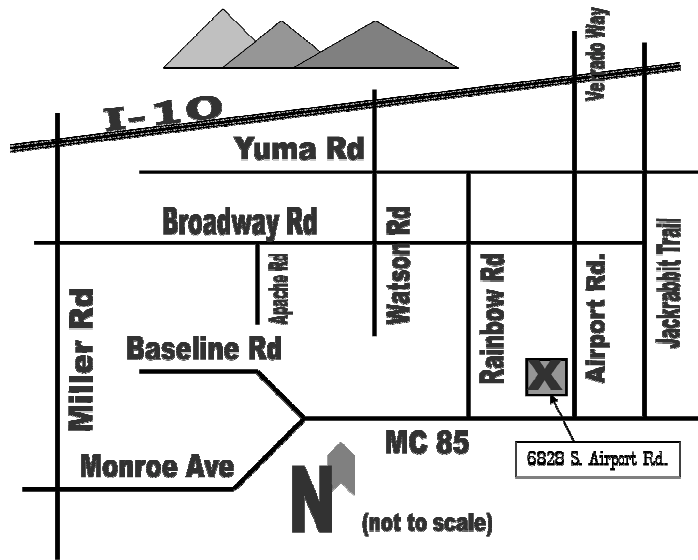 Verrado Way
I-10
Yuma Rd
Broadway Rd
Apache Rd
Watson Rd
Rainbow Rd
Airport Rd.
Jackrabbit Trail
Miller Rd
Baseline Rd
X
MC 85
6828 S. Airport Rd.
Monroe Ave
N
(not to scale)